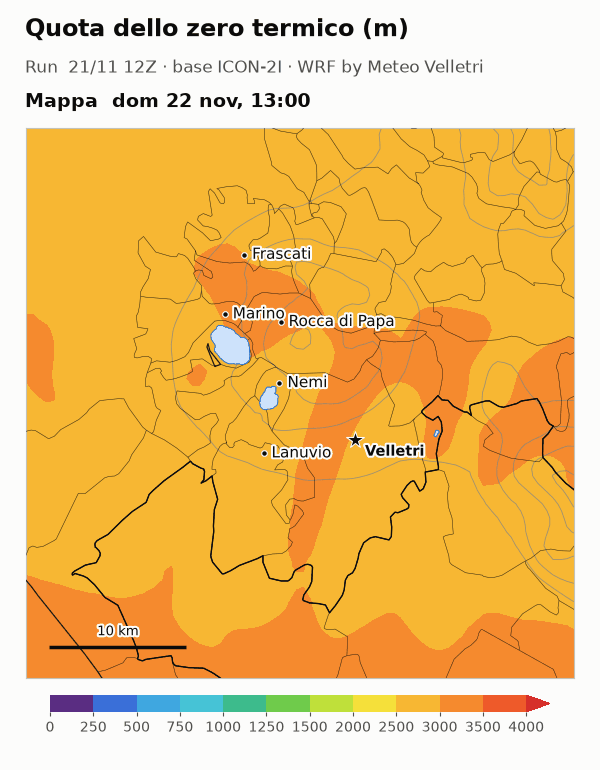 Quota dello zero termico (m)
Run  21/11 12Z · base ICON-2I · WRF by Meteo Velletri
Mappa  dom 22 nov, 13:00
Frascati
Marino
Rocca di Papa
Nemi
Velletri
Lanuvio
10 km
0 250 500 750 1000 1250 1500 2000 2500 3000 3500 4000